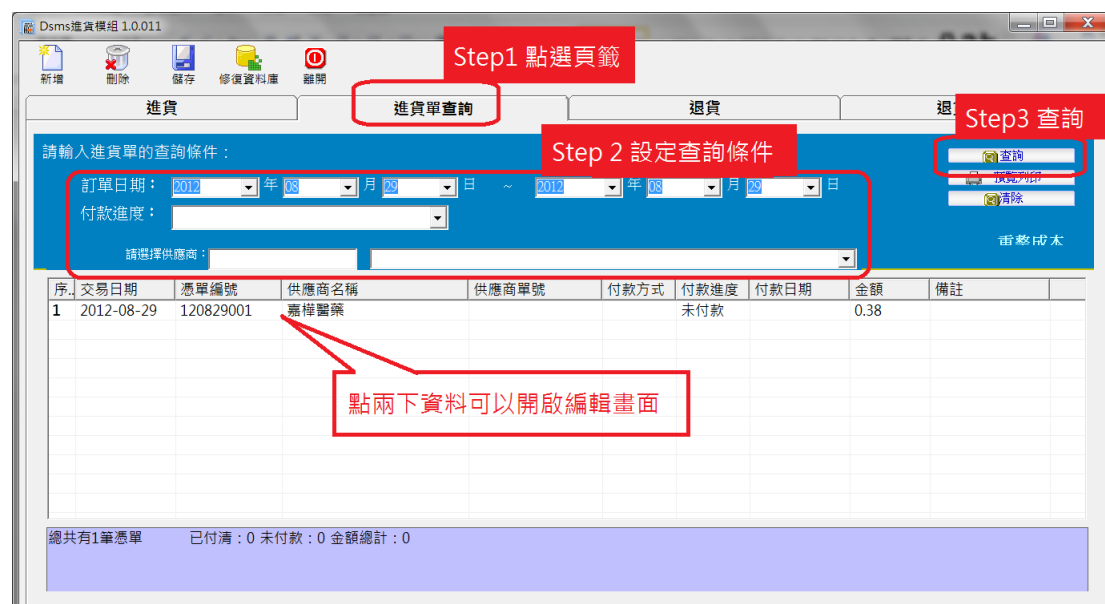 Dsms進貨模組 1.0.011
新增 刪除 儲存 修復資料庫 離開
Step1 點選頁籤
進貨 進貨單查詢 退貨 退
Step3 查詢
請輸入進貨單的查詢條件：
Step 2 設定查詢條件
查詢
訂單日期： 2012 年 08 月 29 日 ~ 2012 年 08 月 29 日
預覽列印
付款進度：
清除
重整成本
請選擇供應商：
序.. 交易日期 憑單編號 供應商名稱 供應商單號 付款方式 付款進度 付款日期 金額 備註
1 2012-08-29 120829001 嘉樺醫藥 未付款 0.38
點兩下資料可以開啟編輯畫面
總共有1筆憑單 已付清：0 未付款：0 金額總計：0